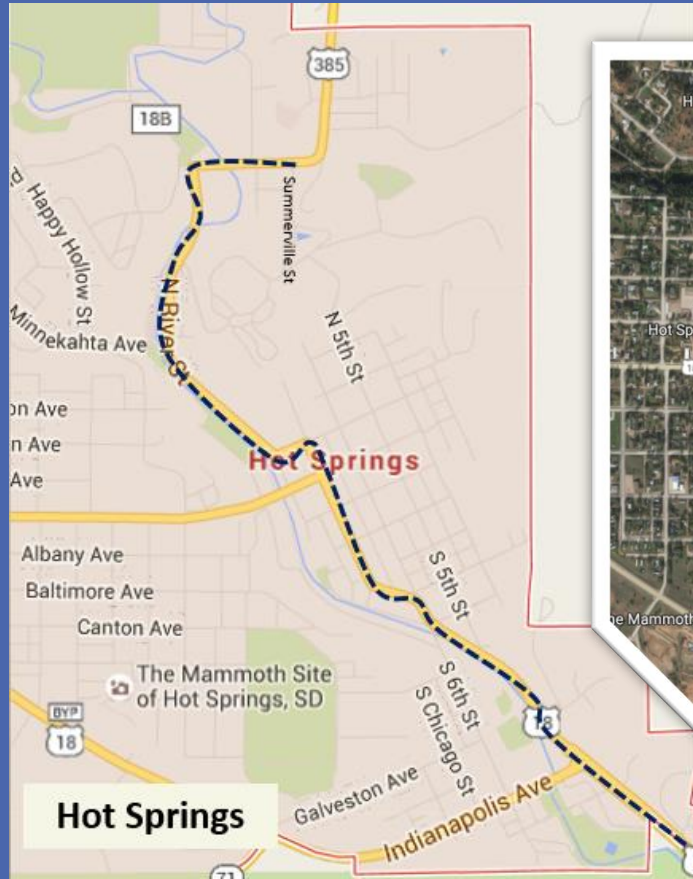 385
18B
Summerville St
Happy Hollow St
N River St
Minnekahta Ave
N 5th St
on Ave
n Ave
Ave
Hot Springs
Albany Ave
Baltimore Ave
Canton Ave
S 5th St
The Mammoth Site
of Hot Springs, SD
S 6th St
S Chicago St
BYP
18
18
Galveston Ave
Indianapolis Ave
Hot Springs
71
Hot Sp
he Mammoth